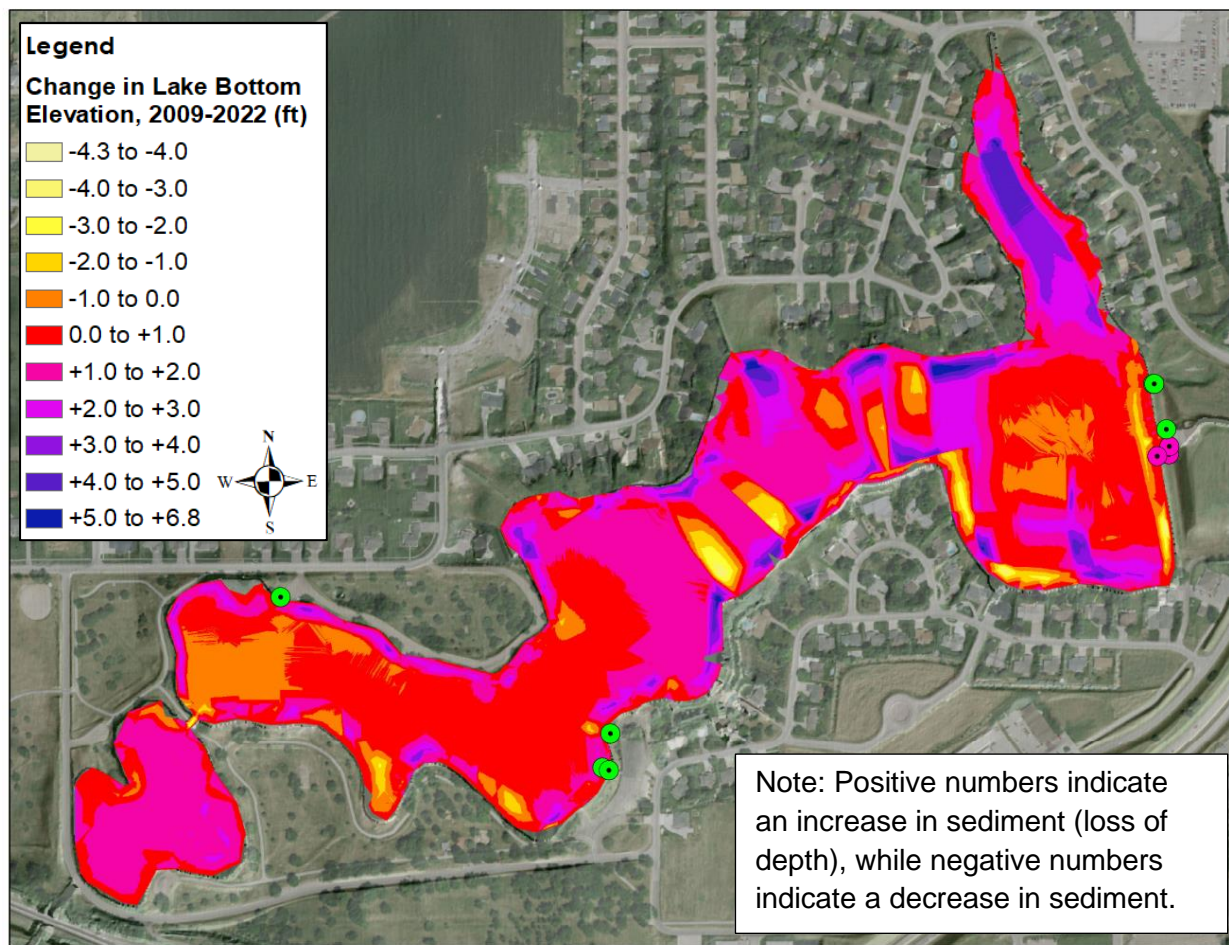 Legend
Change in Lake Bottom
Elevation, 2009-2022 (ft)
-4.3 to -4.0
-4.0 to -3.0
-3.0 to -2.0
-2.0 to -1.0
-1.0 to 0.0
0.0 to +1.0
+1.0 to +2.0
+2.0 to +3.0
+3.0 to +4.0
+4.0 to +5.0
+5.0 to +6.8
N
W
E
S
Note: Positive numbers indicate
an increase in sediment (loss of
depth), while negative numbers
indicate a decrease in sediment.